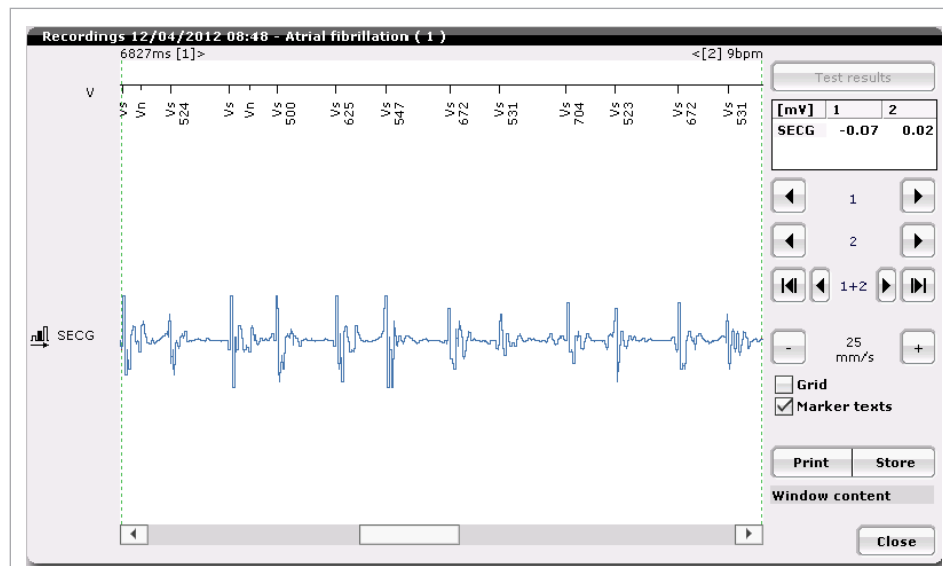 Recordings 12/04/2012 08:48 - Atrial fibrillation ( 1 )
6827ms [1]>
<[2] 9bpm
V
Vs
Vn
Vs 524
Vs
Vn
Vs 500
Vs 625
Vs 547
Vs 672
Vs 531
Vs 704
Vs 523
Vs 672
Vs 531
SECG
Test results
[mV] 1 2
SECG -0.07 0.02
1
2
1+2
- 25 +
mm/s
Grid
Marker texts
Print Store
Window content
Close